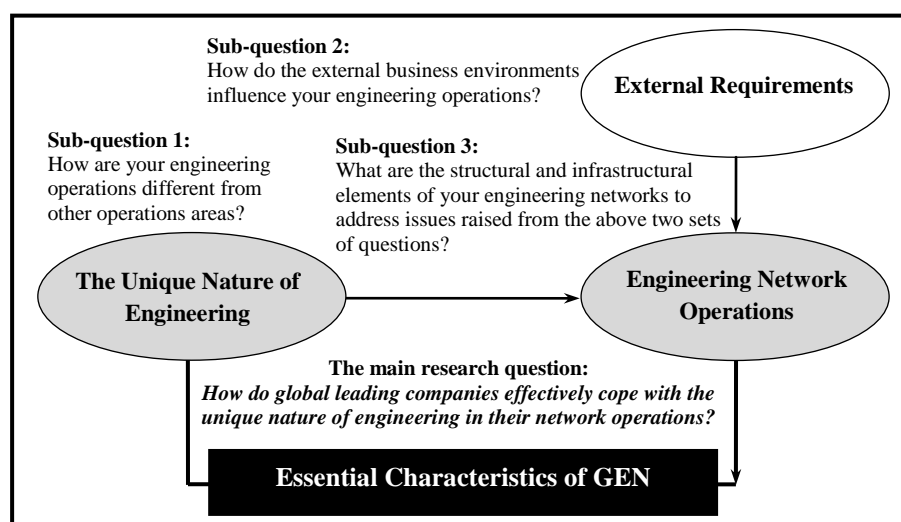 Sub-question 2:
How do the external business environments
influence your engineering operations?
External Requirements
Sub-question 1:
How are your engineering
operations different from
other operations areas?
Sub-question 3:
What are the structural and infrastructural
elements of your engineering networks to
address issues raised from the above two sets
of questions?
The Unique Nature of
Engineering
Engineering Network
Operations
The main research question:
How do global leading companies effectively cope with the
unique nature of engineering in their network operations?
Essential Characteristics of GEN